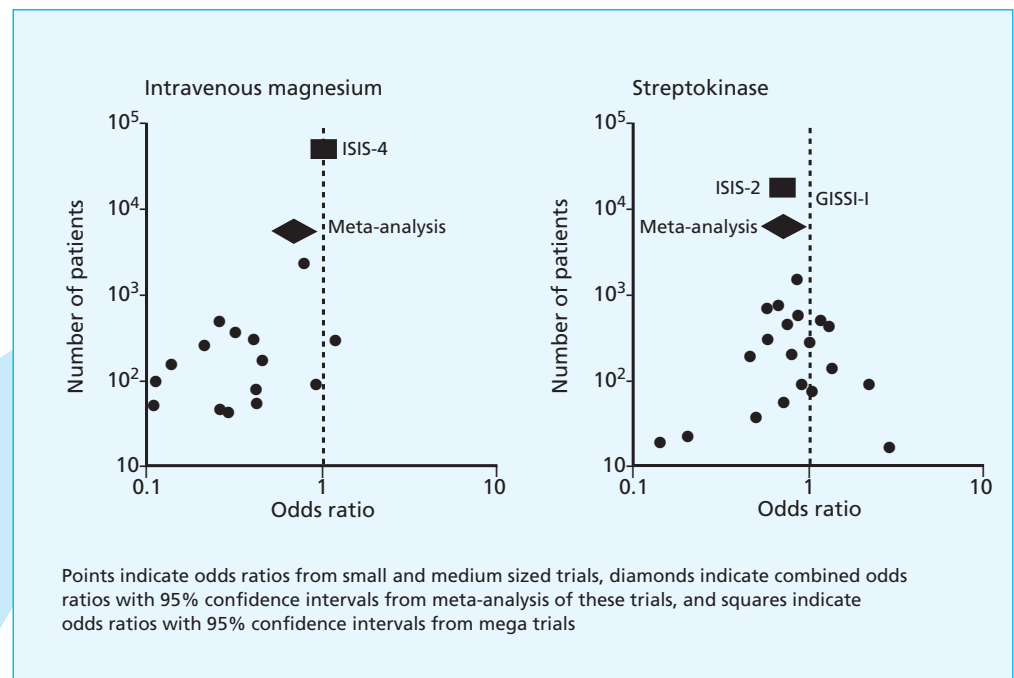 Intravenous magnesium
10⁵
10⁴
10³
10²
10
Number of patients
ISIS-4
Meta-analysis
0.1 1 10
Odds ratio
Streptokinase
10⁵
10⁴
10³
10²
10
Number of patients
ISIS-2
GISSI-I
Meta-analysis
0.1 1 10
Odds ratio
Points indicate odds ratios from small and medium sized trials, diamonds indicate combined odds
ratios with 95% confidence intervals from meta-analysis of these trials, and squares indicate
odds ratios with 95% confidence intervals from mega trials